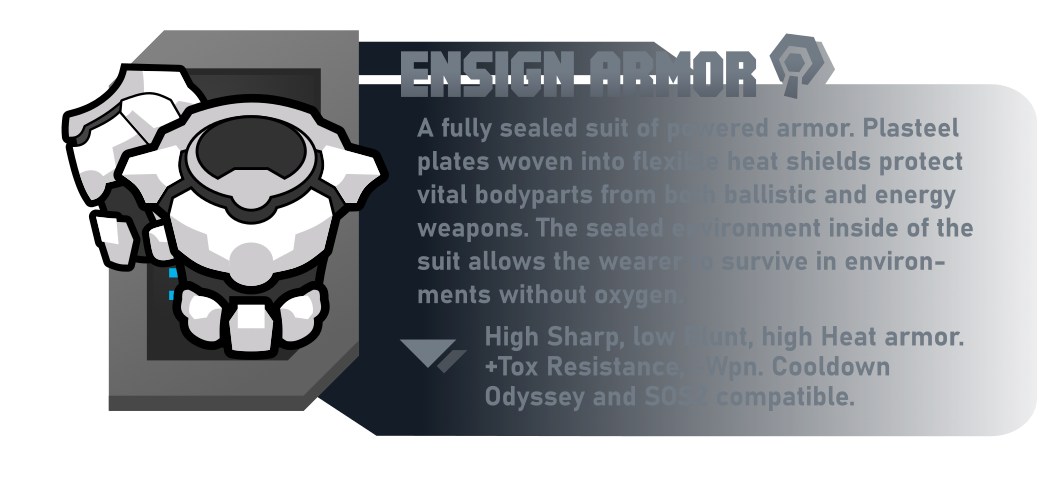 ENSIGN ARMOR
A fully sealed suit of powered armor. Plasteel
plates woven into flexible heat shields protect
vital bodyparts from both ballistic and energy
weapons. The sealed environment inside of the
suit allows the wearer to survive in environ-
ments without oxygen.
High Sharp, low Blunt, high Heat armor.
+Tox Resistance, -Wpn. Cooldown
Odyssey and SOS2 compatible.